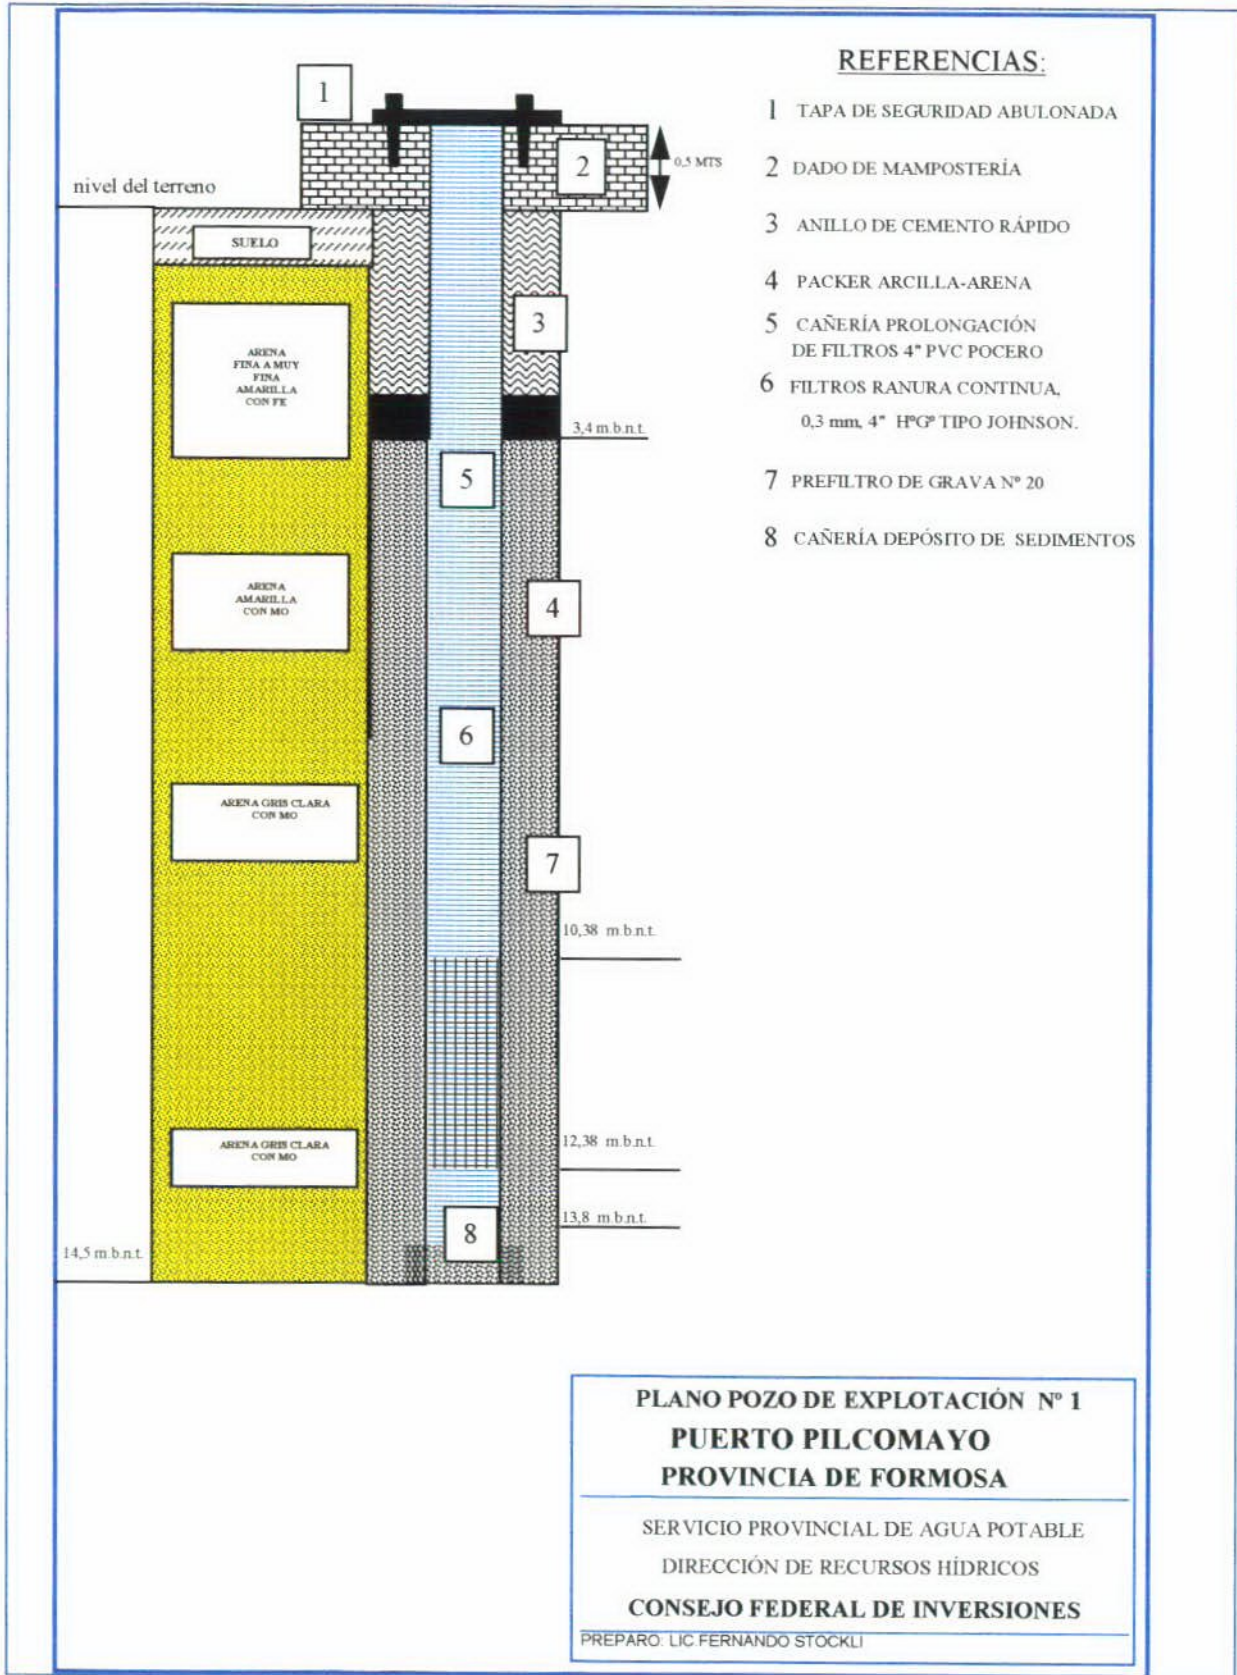 REFERENCIAS:
1 TAPA DE SEGURIDAD ABULONADA
2 DADO DE MAMPOSTERÍA
3 ANILLO DE CEMENTO RÁPIDO
4 PACKER ARCILLA-ARENA
5 CAÑERÍA PROLONGACIÓN
DE FILTROS 4" PVC POCERO
6 FILTROS RANURA CONTINUA,
0,3 mm, 4" HºGº TIPO JOHNSON.
7 PREFILTRO DE GRAVA Nº 20
8 CAÑERÍA DEPÓSITO DE SEDIMENTOS
1
2
0,5 MTS
nivel del terreno
SUELO
3
ARENA
FINA A MUY
FINA
AMARILLA
CON FE
3,4 m.b.n.t.
5
ARENA
AMARILLA
CON MO
4
6
ARENA GRIS CLARA
CON MO
7
10,38 m.b.n.t.
ARENA GRIS CLARA
CON MO
12,38 m.b.n.t.
13,8 m.b.n.t.
8
14,5 m.b.n.t.
PLANO POZO DE EXPLOTACIÓN Nº 1
PUERTO PILCOMAYO
PROVINCIA DE FORMOSA
SERVICIO PROVINCIAL DE AGUA POTABLE
DIRECCIÓN DE RECURSOS HÍDRICOS
CONSEJO FEDERAL DE INVERSIONES
PREPARO: LIC.FERNANDO STOCKLI